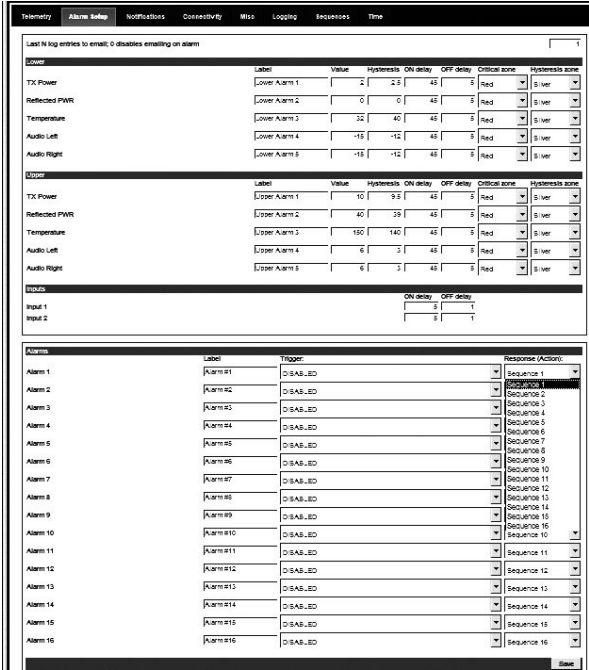 Telemetry Alarm Setup Notifications Connectivity Misc Logging Sequences Time
Last N log entries to email; 0 disables emailing on alarm 1
Lower
Label Value Hysteresis ON delay OFF delay Critical zone Hysteresis zone
TX Power Lower Alarm 1 2 2.5 45 5 Red Silver
Reflected PWR Lower Alarm 2 0 0 45 5 Red Silver
Temperature Lower Alarm 3 32 40 45 5 Red Silver
Audio Left Lower Alarm 4 -15 -12 45 5 Red Silver
Audio Right Lower Alarm 5 -15 -12 45 5 Red Silver
Upper
Label Value Hysteresis ON delay OFF delay Critical zone Hysteresis zone
TX Power Upper Alarm 1 10 9.5 45 5 Red Silver
Reflected PWR Upper Alarm 2 40 39 45 5 Red Silver
Temperature Upper Alarm 3 150 140 45 5 Red Silver
Audio Left Upper Alarm 4 6 3 45 5 Red Silver
Audio Right Upper Alarm 5 6 3 45 5 Red Silver
Inputs
ON delay OFF delay
Input 1 5 1
Input 2 5 1
Alarms
Label Trigger: Response (Action):
Alarm 1 Alarm #1 DISABLED Sequence 1
Sequence 1
Sequence 2
Sequence 3
Sequence 4
Sequence 5
Sequence 6
Sequence 7
Sequence 8
Sequence 9
Sequence 10
Sequence 11
Sequence 12
Sequence 13
Sequence 14
Sequence 15
Sequence 16
Alarm 2 Alarm #2 DISABLED
Alarm 3 Alarm #3 DISABLED
Alarm 4 Alarm #4 DISABLED
Alarm 5 Alarm #5 DISABLED
Alarm 6 Alarm #6 DISABLED
Alarm 7 Alarm #7 DISABLED
Alarm 8 Alarm #8 DISABLED
Alarm 9 Alarm #9 DISABLED
Alarm 10 Alarm #10 DISABLED Sequence 10
Alarm 11 Alarm #11 DISABLED Sequence 11
Alarm 12 Alarm #12 DISABLED Sequence 12
Alarm 13 Alarm #13 DISABLED Sequence 13
Alarm 14 Alarm #14 DISABLED Sequence 14
Alarm 15 Alarm #15 DISABLED Sequence 15
Alarm 16 Alarm #16 DISABLED Sequence 16
Save